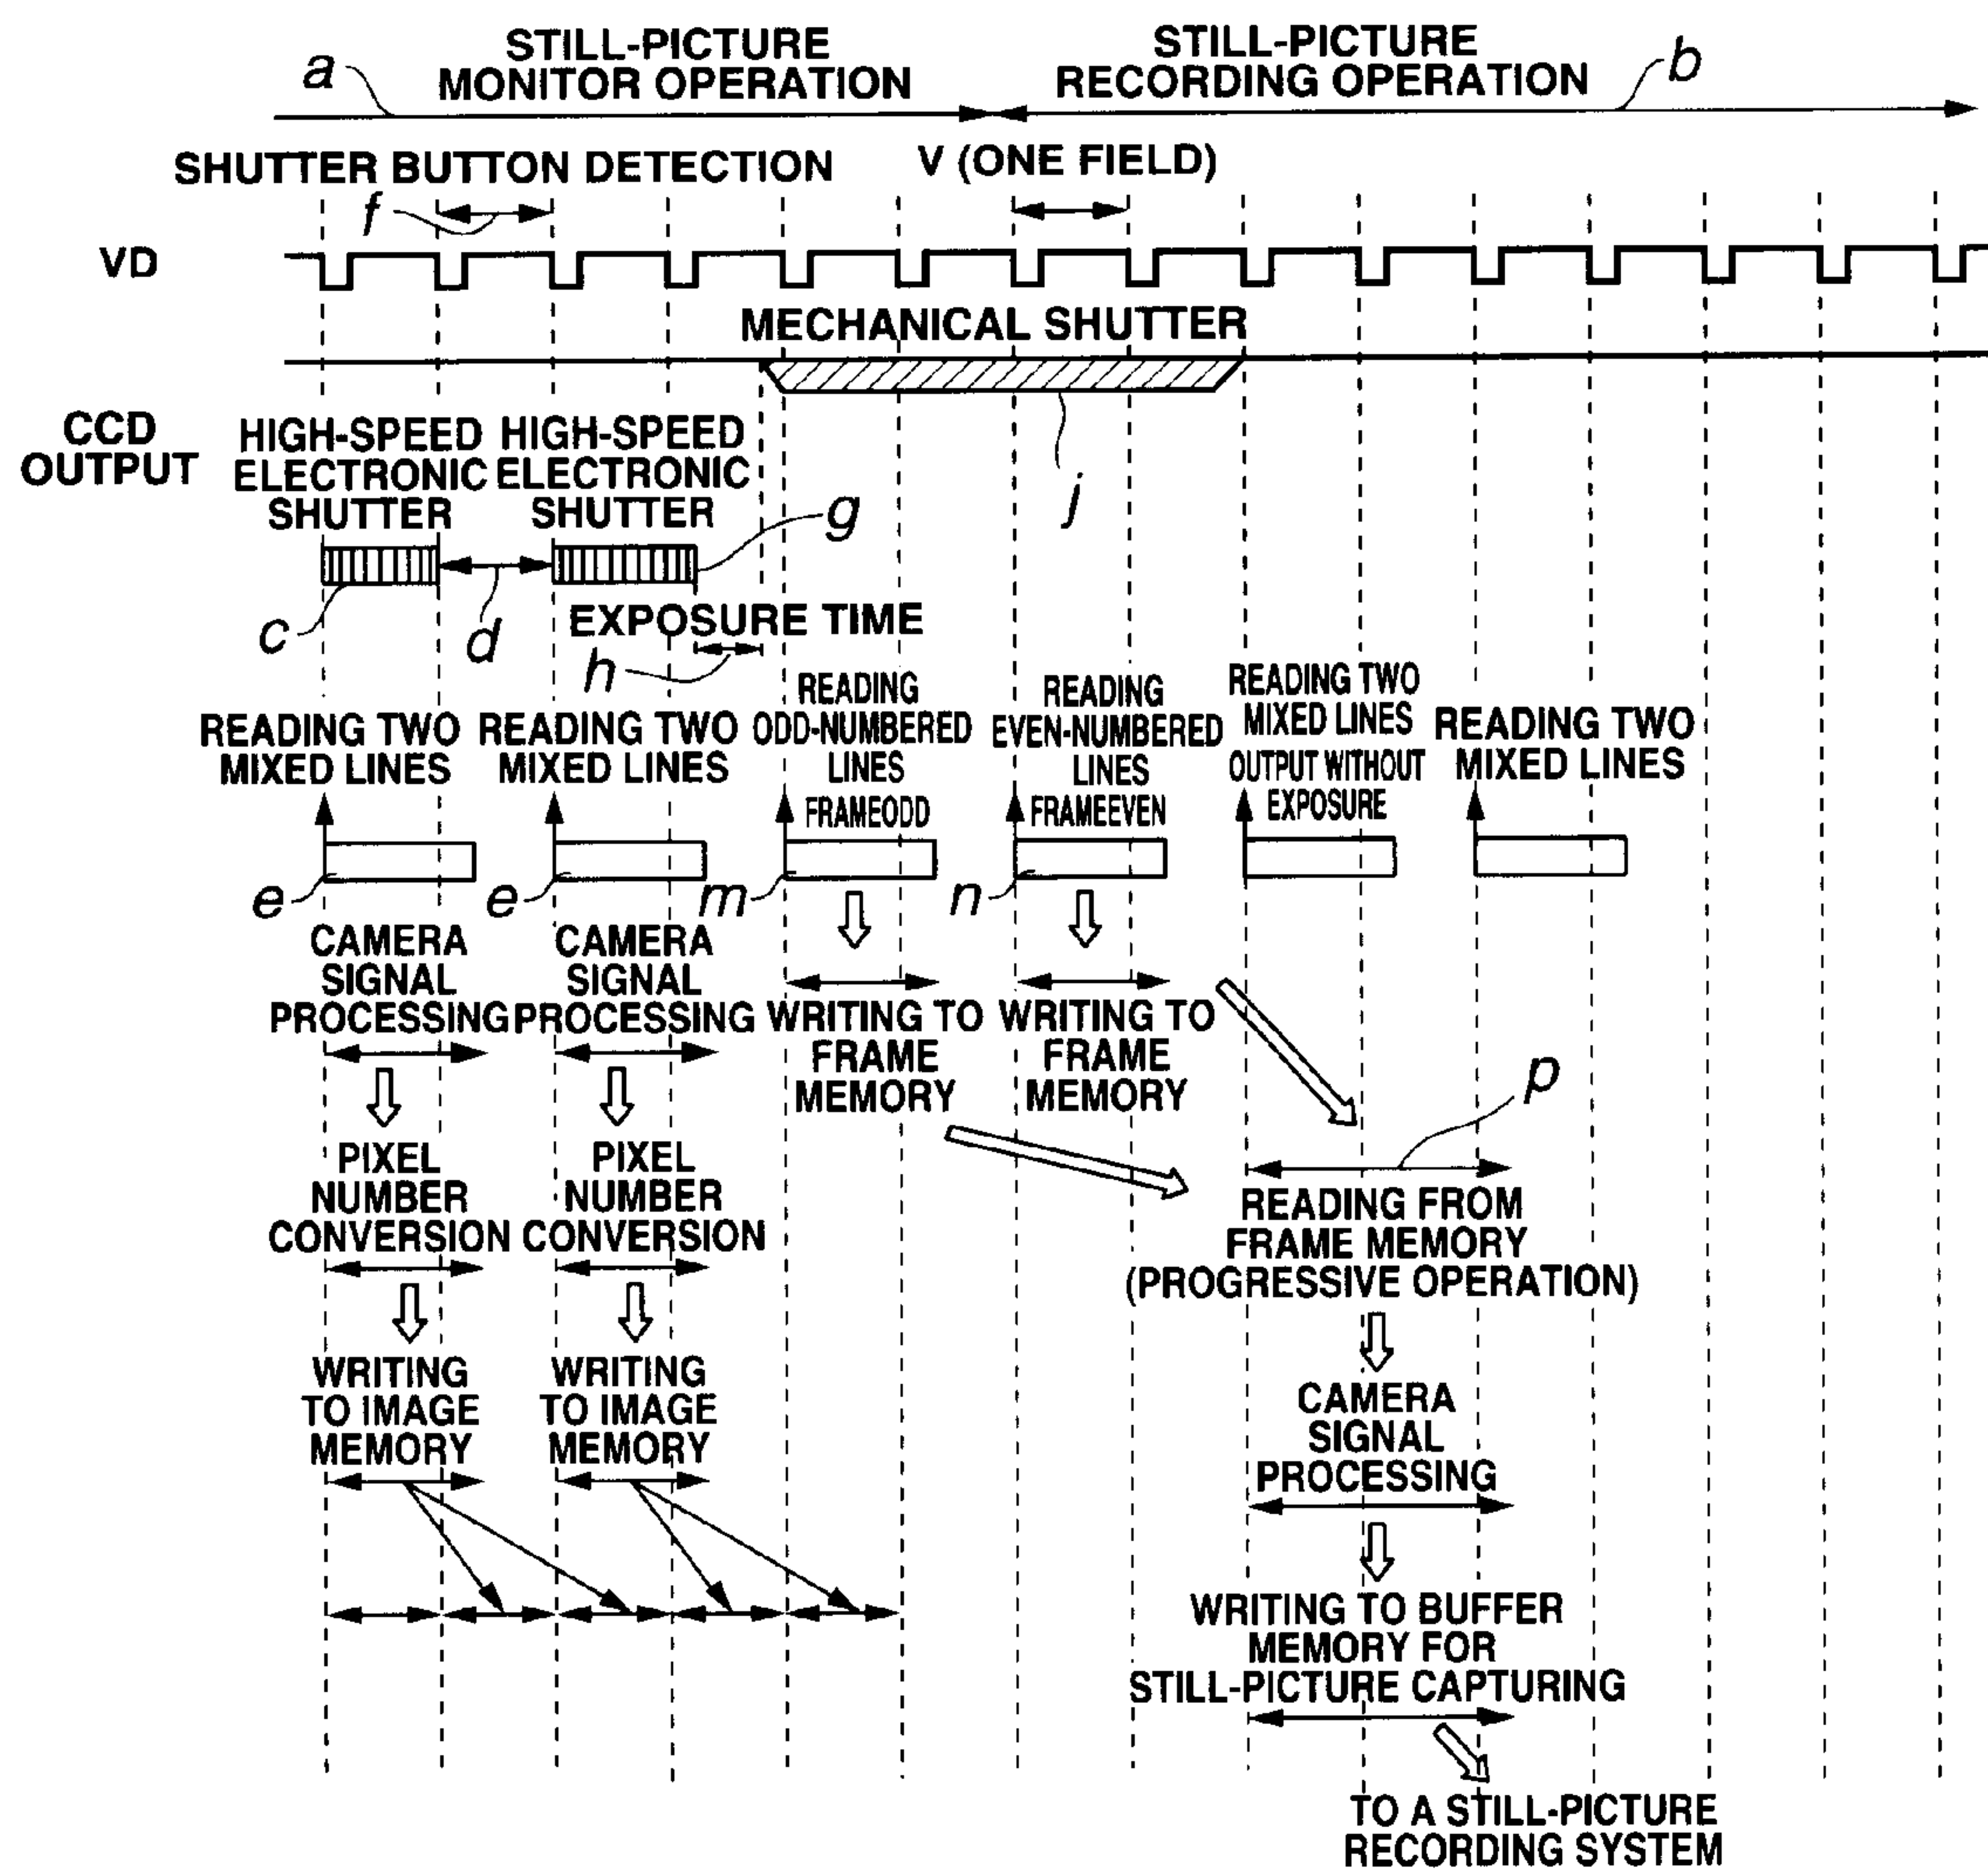 STILL-PICTURE
MONITOR OPERATION
STILL-PICTURE
RECORDING OPERATION
a
b
SHUTTER BUTTON DETECTION
V (ONE FIELD)
f
VD
MECHANICAL SHUTTER
j
CCD
OUTPUT
HIGH-SPEED
ELECTRONIC
SHUTTER
HIGH-SPEED
ELECTRONIC
SHUTTER
g
c
d
EXPOSURE TIME
h
READING TWO
MIXED LINES
READING TWO
MIXED LINES
READING
ODD-NUMBERED
LINES
FRAMEODD
READING
EVEN-NUMBERED
LINES
FRAMEEVEN
READING TWO
MIXED LINES
OUTPUT WITHOUT
EXPOSURE
READING TWO
MIXED LINES
e
e
m
n
CAMERA
SIGNAL
PROCESSING
CAMERA
SIGNAL
PROCESSING
WRITING TO
FRAME
MEMORY
WRITING TO
FRAME
MEMORY
p
PIXEL
NUMBER
CONVERSION
PIXEL
NUMBER
CONVERSION
READING FROM
FRAME MEMORY
(PROGRESSIVE OPERATION)
WRITING
TO IMAGE
MEMORY
WRITING
TO IMAGE
MEMORY
CAMERA
SIGNAL
PROCESSING
WRITING TO BUFFER
MEMORY FOR
STILL-PICTURE CAPTURING
TO A STILL-PICTURE
RECORDING SYSTEM